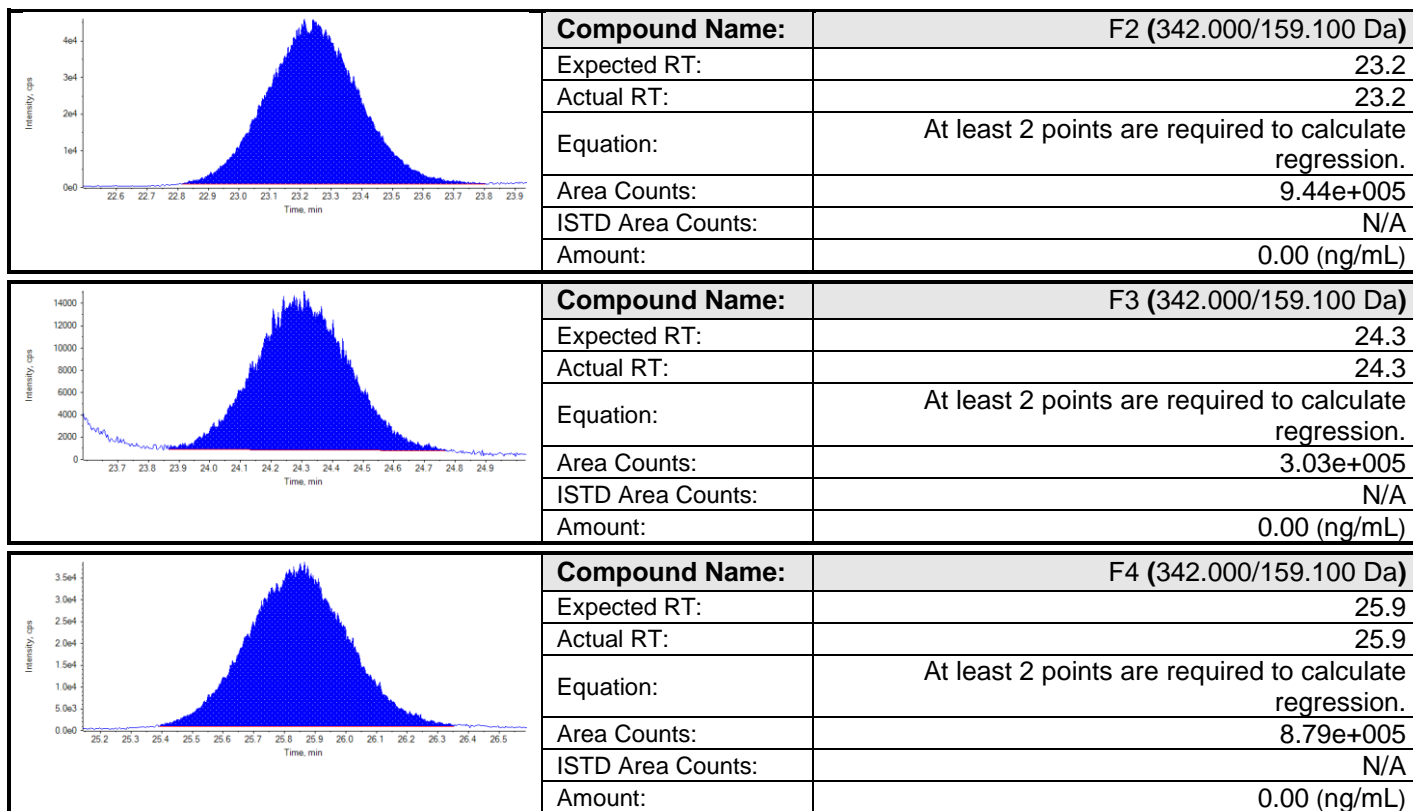 4e4
3e4
2e4
1e4
0e0
Intensity, cps
22.6 22.7 22.8 22.9 23.0 23.1 23.2 23.3 23.4 23.5 23.6 23.7 23.8 23.9
Time, min
Compound Name: F2 (342.000/159.100 Da)
Expected RT: 23.2
Actual RT: 23.2
Equation: At least 2 points are required to calculate
regression.
Area Counts: 9.44e+005
ISTD Area Counts: N/A
Amount: 0.00 (ng/mL)
14000
12000
10000
8000
6000
4000
2000
0
Intensity, cps
23.7 23.8 23.9 24.0 24.1 24.2 24.3 24.4 24.5 24.6 24.7 24.8 24.9
Time, min
Compound Name: F3 (342.000/159.100 Da)
Expected RT: 24.3
Actual RT: 24.3
Equation: At least 2 points are required to calculate
regression.
Area Counts: 3.03e+005
ISTD Area Counts: N/A
Amount: 0.00 (ng/mL)
3.5e4
3.0e4
2.5e4
2.0e4
1.5e4
1.0e4
5.0e3
0.0e0
Intensity, cps
25.2 25.3 25.4 25.5 25.6 25.7 25.8 25.9 26.0 26.1 26.2 26.3 26.4 26.5
Time, min
Compound Name: F4 (342.000/159.100 Da)
Expected RT: 25.9
Actual RT: 25.9
Equation: At least 2 points are required to calculate
regression.
Area Counts: 8.79e+005
ISTD Area Counts: N/A
Amount: 0.00 (ng/mL)